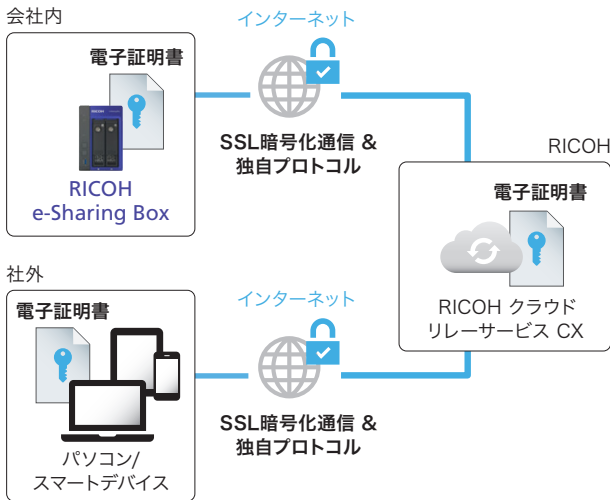 会社内
電子証明書
RICOH
e-Sharing Box
インターネット
SSL暗号化通信 &
独自プロトコル
RICOH
電子証明書
RICOH クラウド
リレーサービス CX
社外
電子証明書
パソコン/
スマートデバイス
インターネット
SSL暗号化通信 &
独自プロトコル